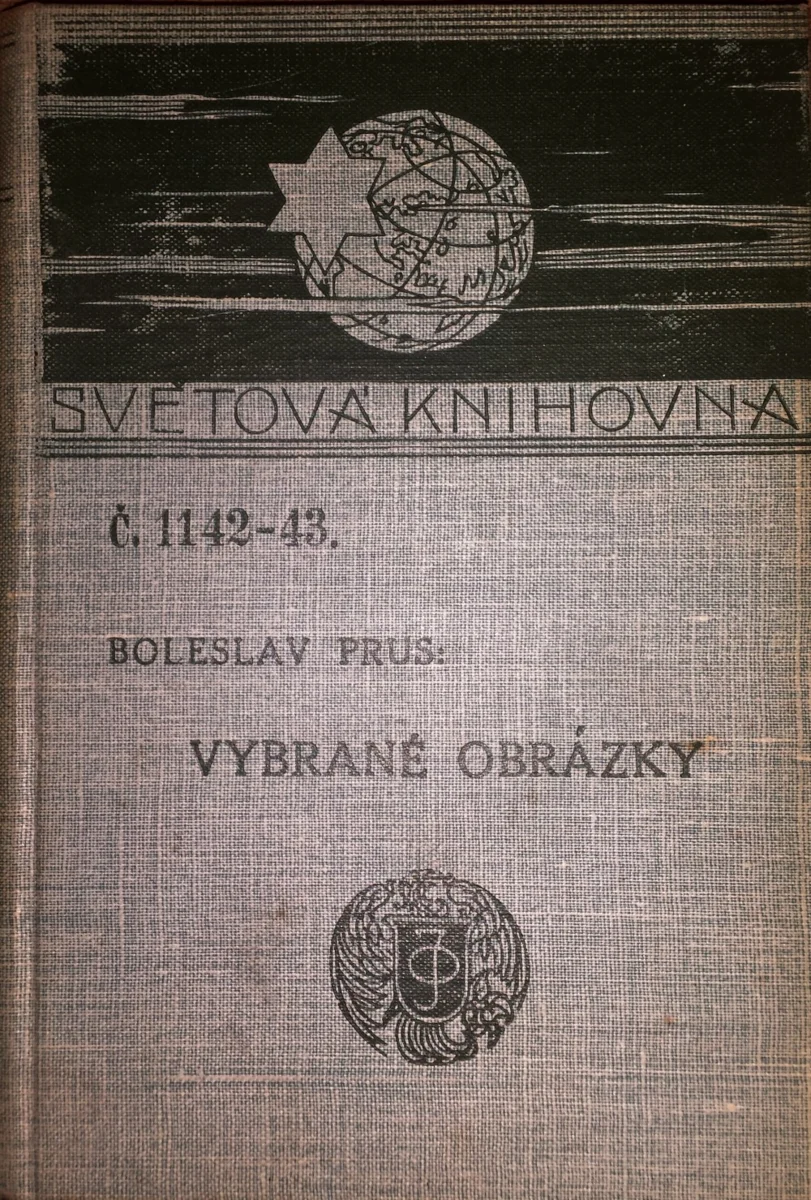 SVĚTOVÁ KNIHOVNA
Č. 1142-43.
BOLESLAV PRUS:
VYBRANÉ OBRÁZKY